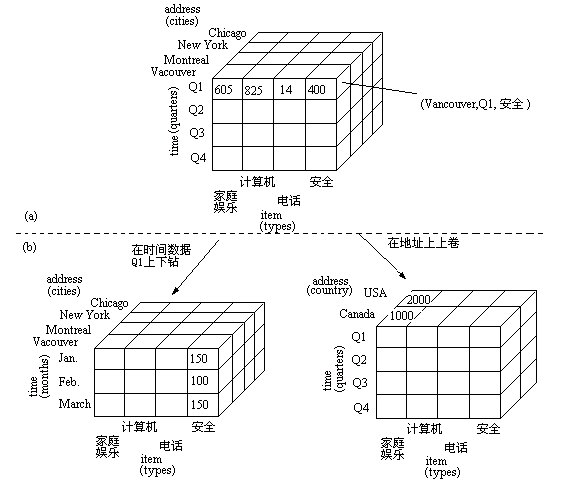 address
(cities)
Chicago
New York
Montreal
Vacouver
time (quarters)
Q1
605 825 14 400
Q2
Q3
Q4
(Vancouver,Q1, 安全 )
计算机 安全
家庭
娱乐
电话
item
(types)
(a)
(b)
在时间数据
Q1上下钻
在地址上上卷
address
(cities)
Chicago
New York
Montreal
Vacouver
time
(months)
Jan. 150
Feb. 100
March 150
计算机 安全
家庭
娱乐
电话
item
(types)
address
(country)
USA
2000
Canada
1000
time
(quarters)
Q1
Q2
Q3
Q4
计算机 安全
家庭
娱乐
电话
item
(types)